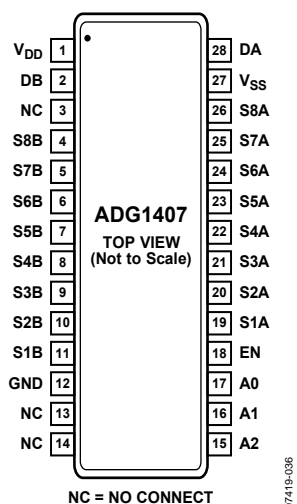 VDD 1
DB 2
NC 3
S8B 4
S7B 5
S6B 6
S5B 7
S4B 8
S3B 9
S2B 10
S1B 11
GND 12
NC 13
NC 14
ADG1407
TOP VIEW
(Not to Scale)
28 DA
27 VSS
26 S8A
25 S7A
24 S6A
23 S5A
22 S4A
21 S3A
20 S2A
19 S1A
18 EN
17 A0
16 A1
15 A2
NC = NO CONNECT
07419-036